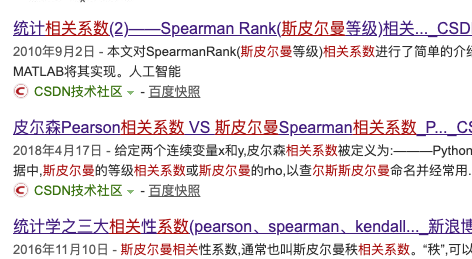 统计相关系数(2)——Spearman Rank(斯皮尔曼等级)相关..._CSD
2010年9月2日 - 本文对SpearmanRank(斯皮尔曼等级)相关系数进行了简单的介
MATLAB将其实现。人工智能
CSDN技术社区 - 百度快照
皮尔森Pearson相关系数 VS 斯皮尔曼Spearman相关系数_P..._CS
2018年4月17日 - 给定两个连续变量x和y,皮尔森相关系数被定义为:———Python
据中,斯皮尔曼的等级相关系数或斯皮尔曼的rho,以查尔斯斯皮尔曼命名并经常用
CSDN技术社区 - 百度快照
统计学之三大相关性系数(pearson、spearman、kendall..._新浪博
2016年11月10日 - 斯皮尔曼相关性系数,通常也叫斯皮尔曼秩相关系数。“秩”,可以